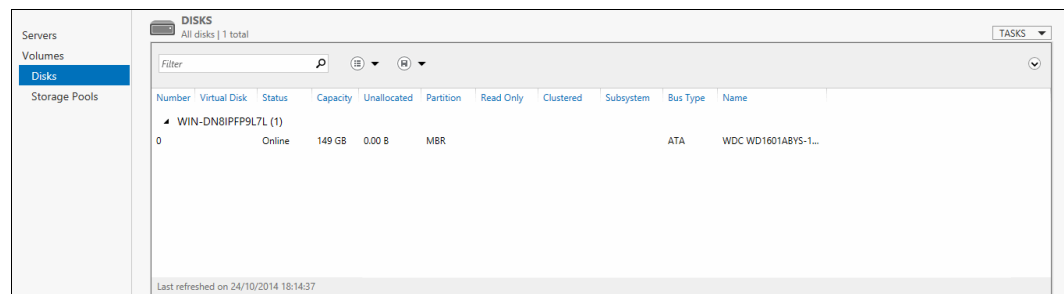 Servers
Volumes
Disks
Storage Pools
DISKS
All disks | 1 total
TASKS
Filter
Number Virtual Disk Status Capacity Unallocated Partition Read Only Clustered Subsystem Bus Type Name
WIN-DN8IPFP9L7L (1)
0 Online 149 GB 0.00 B MBR ATA WDC WD1601ABYS-1...
Last refreshed on 24/10/2014 18:14:37